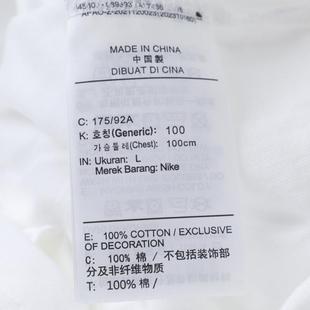 MADE IN CHINA
中国製
DIBUAT DI CINA
C: 175/92A
K: 호칭(Generic): 100
가슴둘레(Chest): 100cm
IN: Ukuran: L
Merek Barang: Nike
E: 100% COTTON / EXCLUSIVE
OF DECORATION
C: 100% 棉 / 不包括装饰部
分及非纤维物质
T: 100% 棉 /